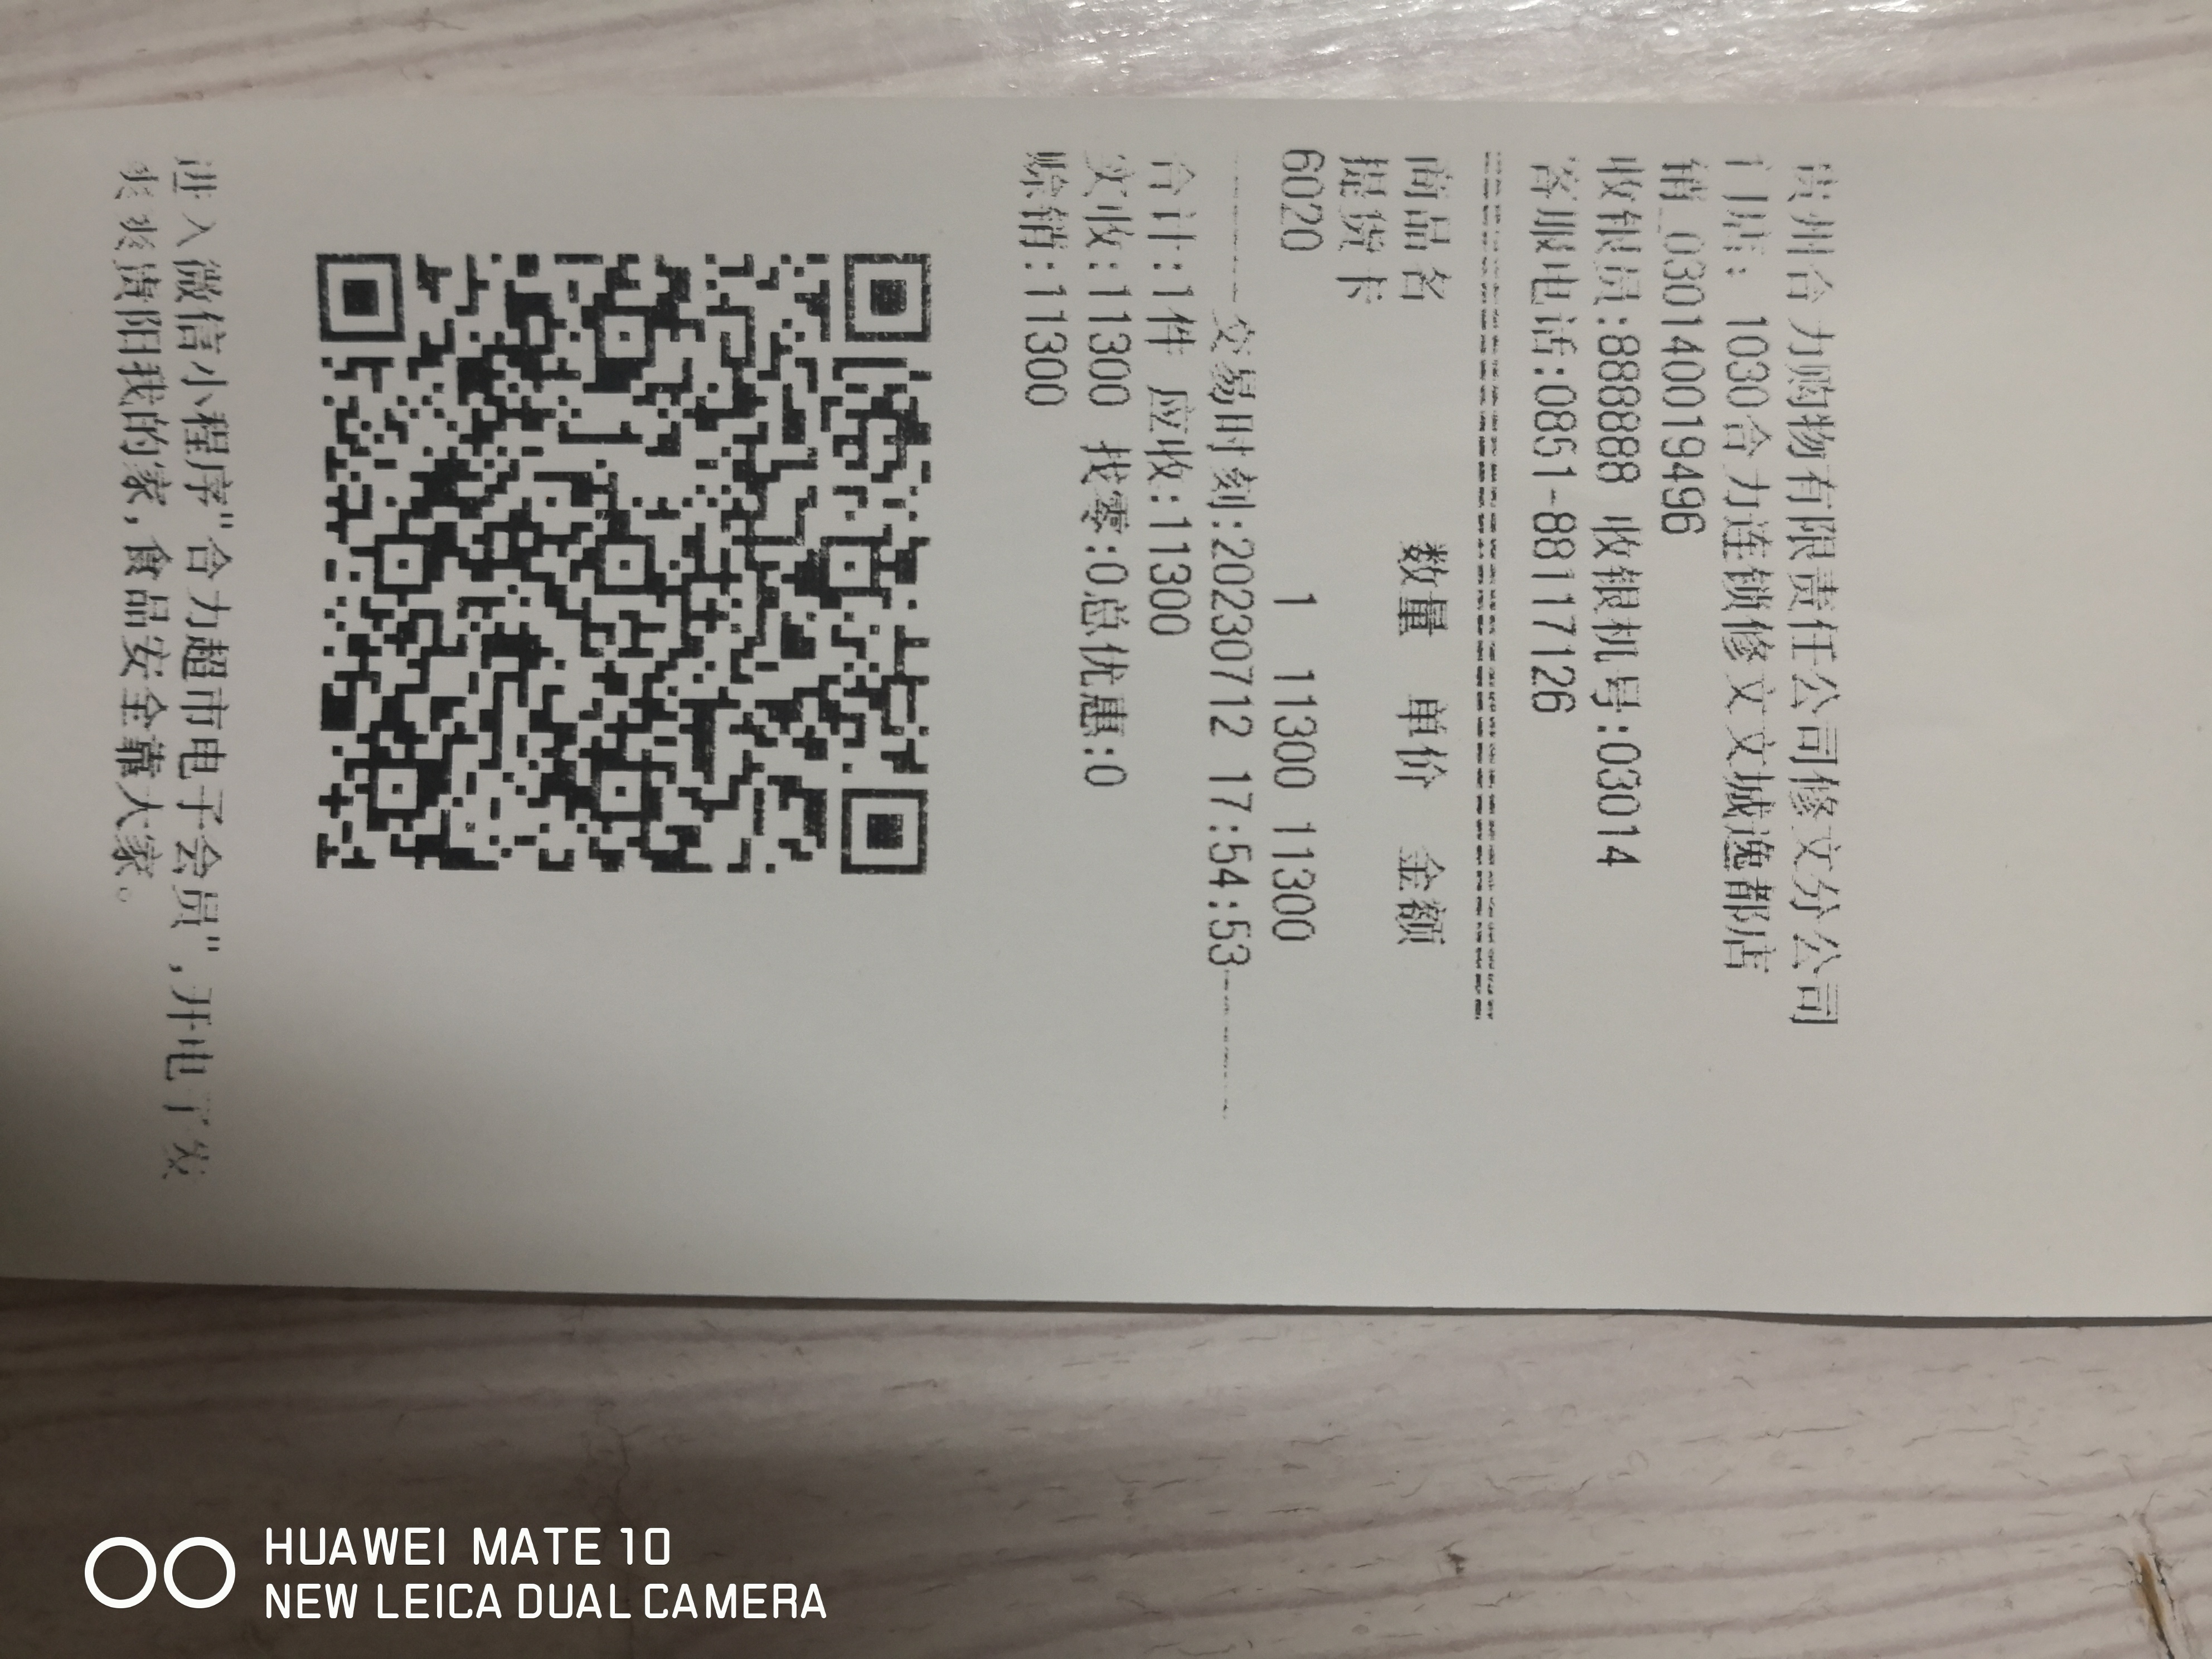 贵州合力购物有限责任公司修文分公司
门店: 1030合力连锁修文文城逸都店
销_0301400019496
收银员:888888 收银机号:03014
客服电话:0851-88117126
商品名 数量 单价 金额
提货卡
6020 1 11300 11300
交易时刻:20230712 17:54:53
合计:1件 应收:11300
实收:11300 找零:0总优惠:0
赊销:11300
进入微信小程序"合力超市电子会员",开电子发
爽爽贵阳我的家,食品安全靠大家。
HUAWEI MATE 10
NEW LEICA DUAL CAMERA